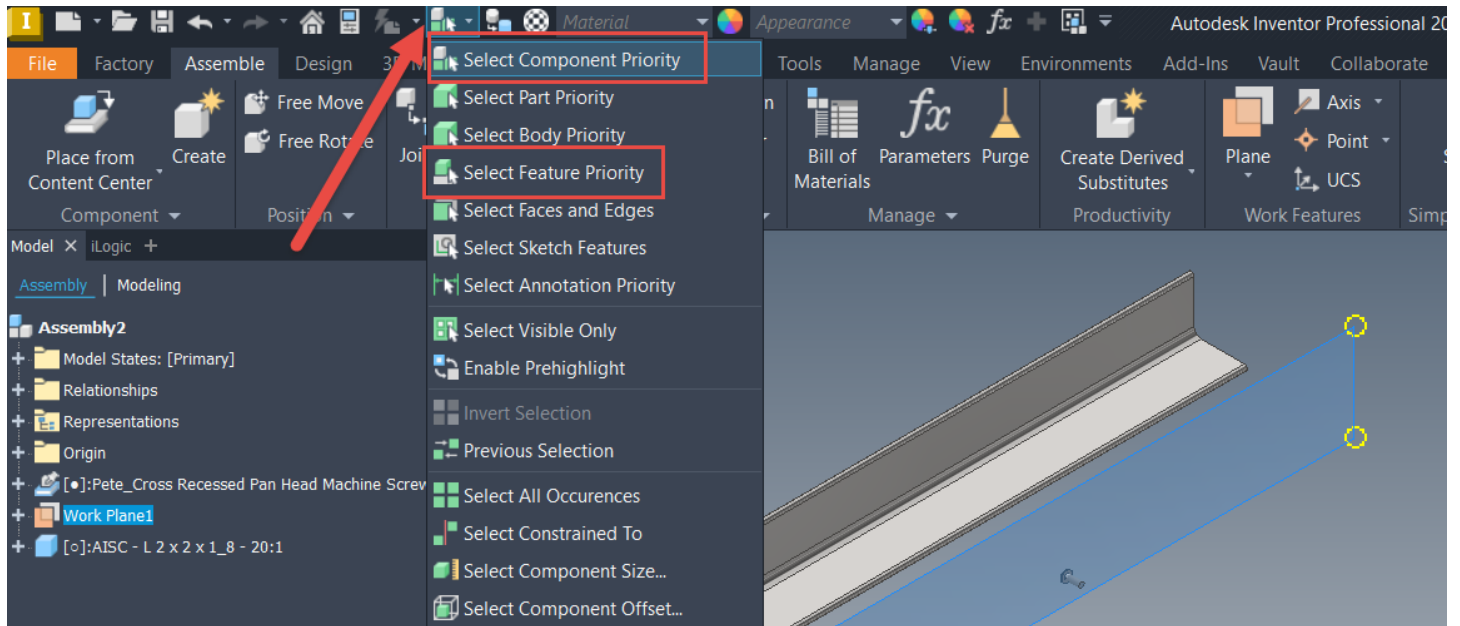 I
Material
Appearance
fx
Autodesk Inventor Professional 20
File
Factory
Assemble
Design
3D M
Tools
Manage
View
Environments
Add-Ins
Vault
Collaborate
Select Component Priority
Select Part Priority
Select Body Priority
Select Feature Priority
Select Faces and Edges
Select Sketch Features
Select Annotation Priority
Select Visible Only
Enable Prehighlight
Invert Selection
Previous Selection
Select All Occurences
Select Constrained To
Select Component Size...
Select Component Offset...
Place from
Content Center
Create
Free Move
Free Rotate
Joi
Component
Position
n
fx
Bill of
Materials
Parameters
Purge
Create Derived
Substitutes
Plane
Axis
Point
UCS
Manage
Productivity
Work Features
Simp
Model
iLogic
Assembly
Modeling
Assembly2
Model States: [Primary]
Relationships
Representations
Origin
[●]:Pete_Cross Recessed Pan Head Machine Screw
Work Plane1
[○]:AISC - L 2 x 2 x 1_8 - 20:1